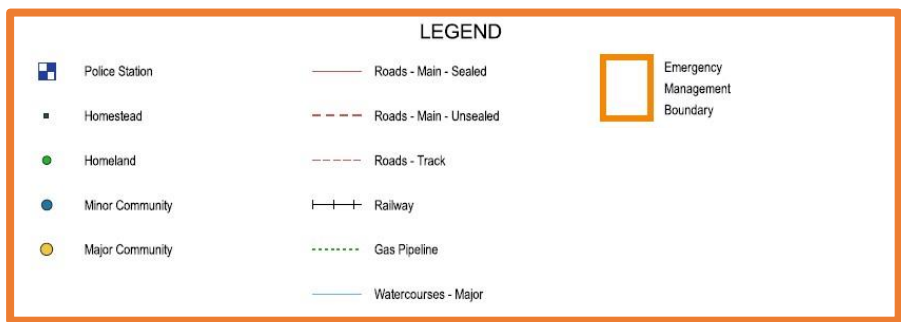 LEGEND
Police Station
Homestead
Homeland
Minor Community
Major Community
Roads - Main - Sealed
Roads - Main - Unsealed
Roads - Track
Railway
Gas Pipeline
Watercourses - Major
Emergency
Management
Boundary